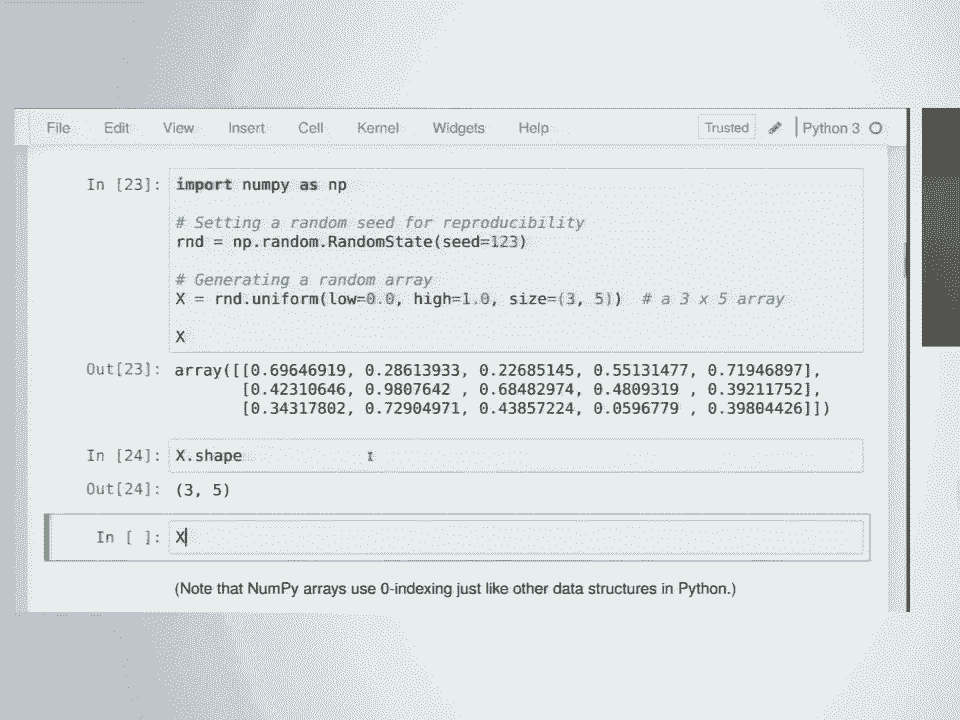 File Edit View Insert Cell Kernel Widgets Help Trusted Python 3
In [23]: import numpy as np
# Setting a random seed for reproducibility
rnd = np.random.RandomState(seed=123)
# Generating a random array
X = rnd.uniform(low=0.0, high=1.0, size=(3, 5))  # a 3 x 5 array
X
Out[23]: array([[0.69646919, 0.28613933, 0.22685145, 0.55131477, 0.71946897],
[0.42310646, 0.9807642 , 0.68482974, 0.4809319 , 0.39211752],
[0.34317802, 0.72904971, 0.43857224, 0.0596779 , 0.39804426]])
In [24]: X.shape
Out[24]: (3, 5)
In [ ]: X
(Note that NumPy arrays use 0-indexing just like other data structures in Python.)